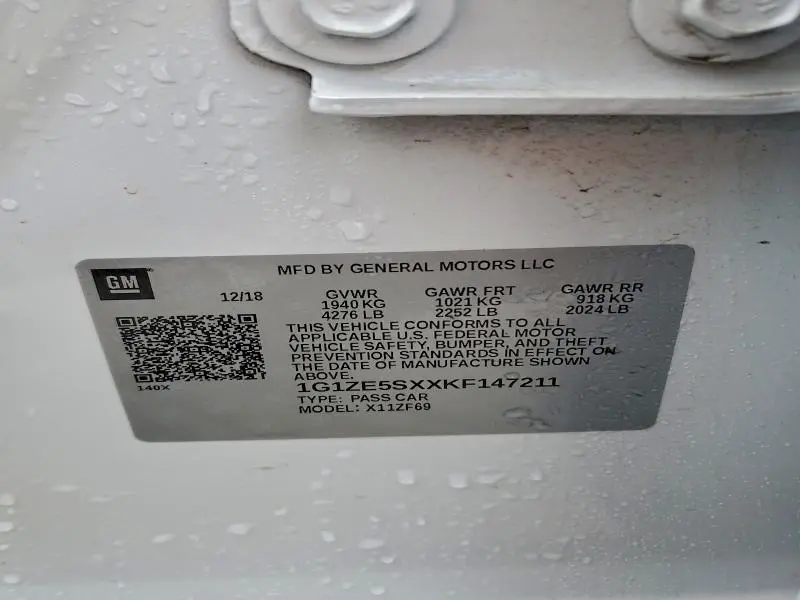 GM
MFD BY GENERAL MOTORS LLC
12/18 GVWR GAWR FRT GAWR RR
1940 KG 1021 KG 918 KG
4276 LB 2252 LB 2024 LB
THIS VEHICLE CONFORMS TO ALL
APPLICABLE U.S. FEDERAL MOTOR
VEHICLE SAFETY, BUMPER, AND THEFT
PREVENTION STANDARDS IN EFFECT ON
THE DATE OF MANUFACTURE SHOWN
ABOVE.
140X
1G1ZE5SXXKF147211
TYPE: PASS CAR
MODEL: X11ZF69